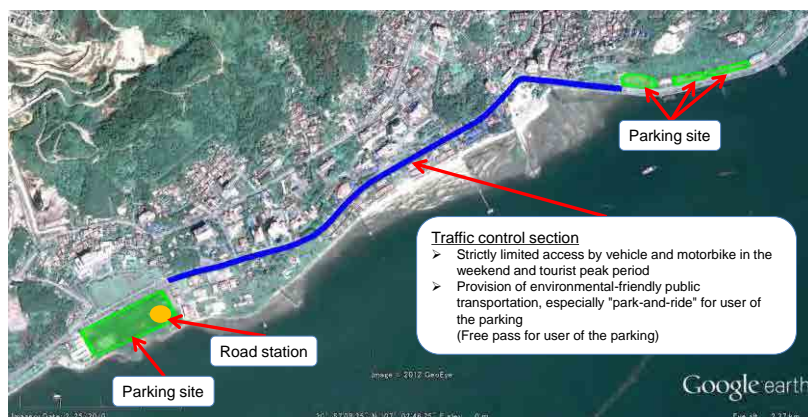 Parking site
Traffic control section
➢ Strictly limited access by vehicle and motorbike in the
weekend and tourist peak period
➢ Provision of environmental-friendly public
transportation, especially "park-and-ride" for user of
the parking
(Free pass for user of the parking)
Road station
Parking site
Image © 2012 GeoEye
Google earth